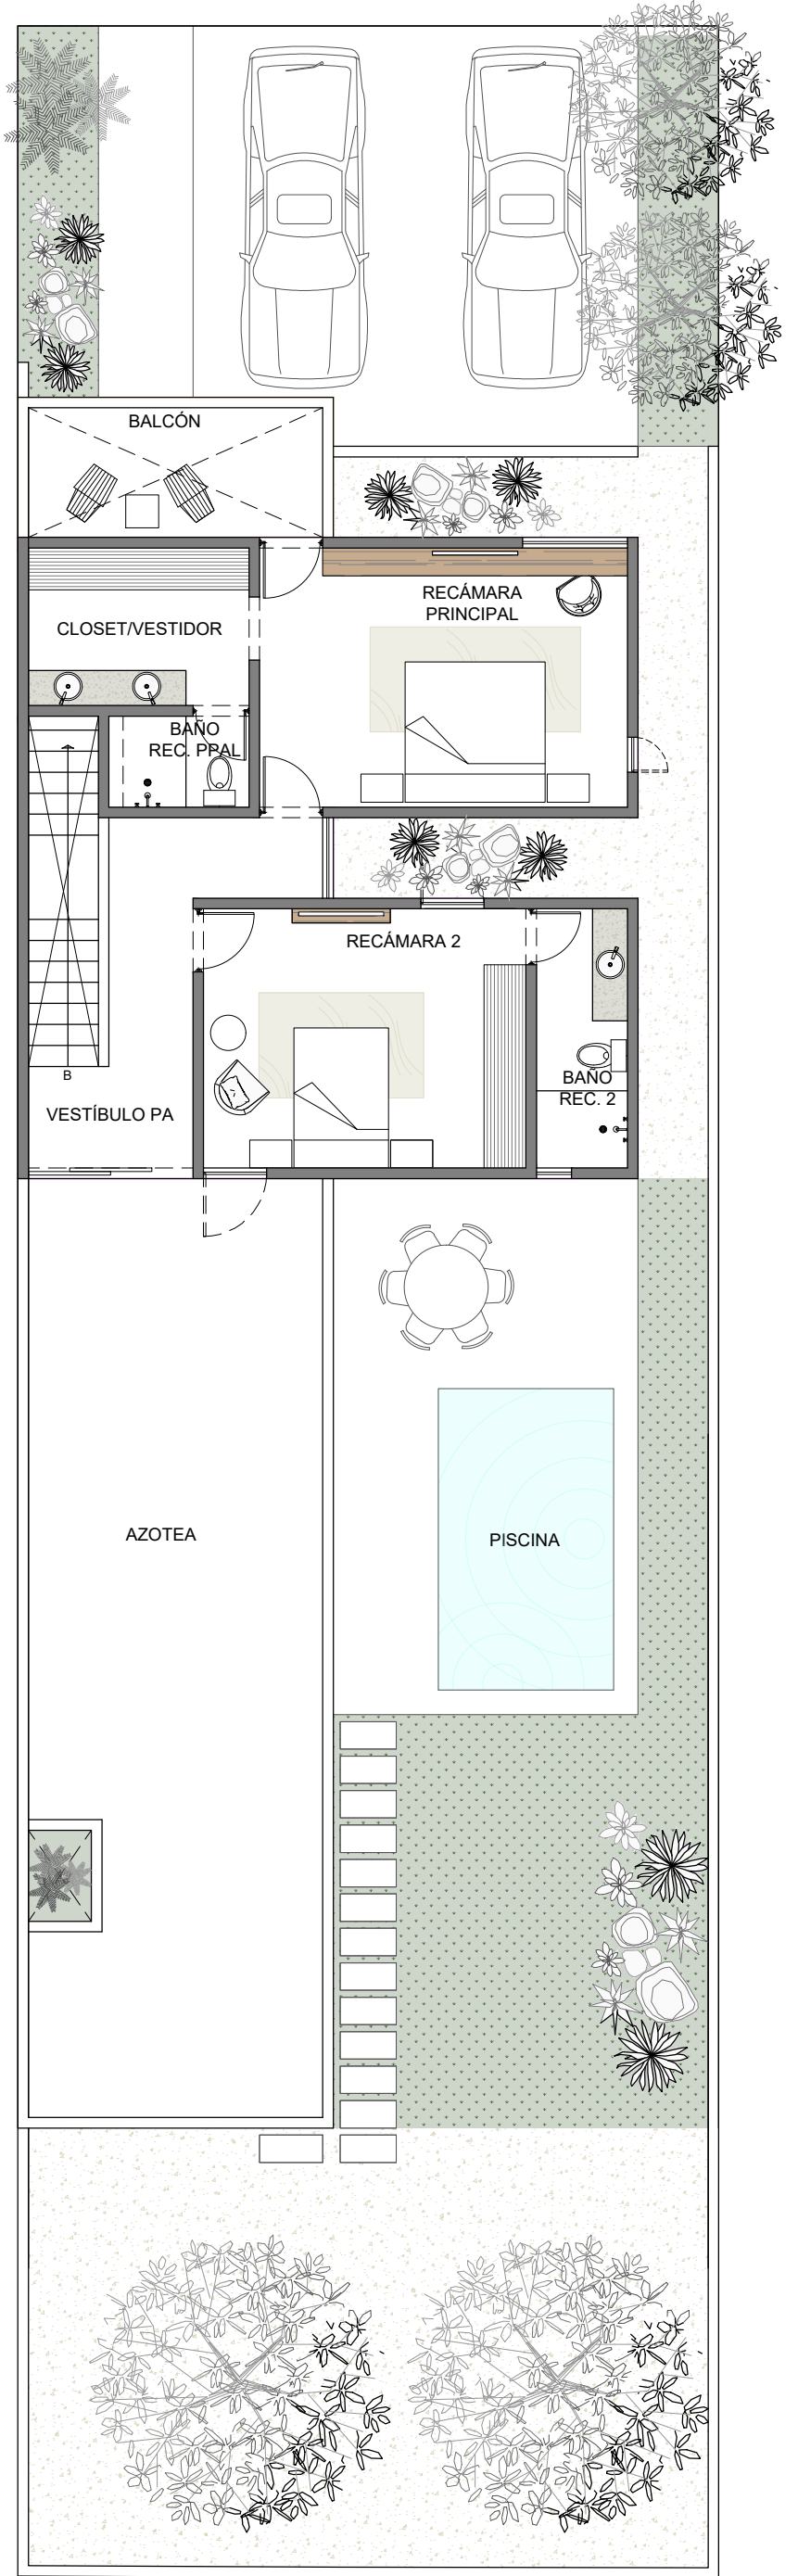 BALCÓN
RECÁMARA
PRINCIPAL
CLOSET/VESTIDOR
BAÑO
REC. PPAL
RECÁMARA 2
B
BAÑO
REC. 2
VESTÍBULO PA
AZOTEA
PISCINA